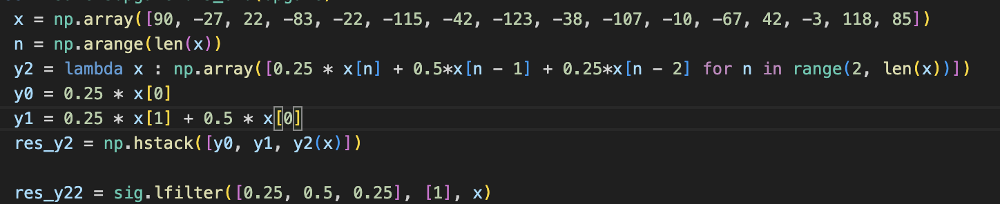 x = np.array([90, -27, 22, -83, -22, -115, -42, -123, -38, -107, -10, -67, 42, -3, 118, 85])
n = np.arange(len(x))
y2 = lambda x : np.array([0.25 * x[n] + 0.5*x[n - 1] + 0.25*x[n - 2] for n in range(2, len(x))])
y0 = 0.25 * x[0]
y1 = 0.25 * x[1] + 0.5 * x[0]
res_y2 = np.hstack([y0, y1, y2(x)])
res_y22 = sig.lfilter([0.25, 0.5, 0.25], [1], x)